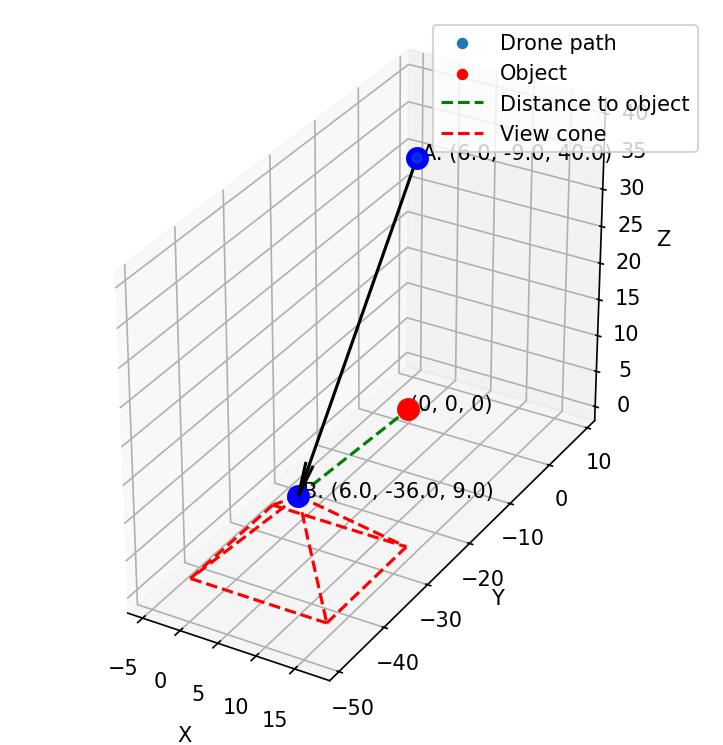 Drone path
Object
Distance to object
View cone
A. (6.0, -9.0, 40.0)
40
35
30
25
20
15
10
5
0
Z
(0, 0, 0)
B. (6.0, -36.0, 9.0)
10
0
−10
−20
−30
−40
−50
Y
−5
0
5
10
15
X